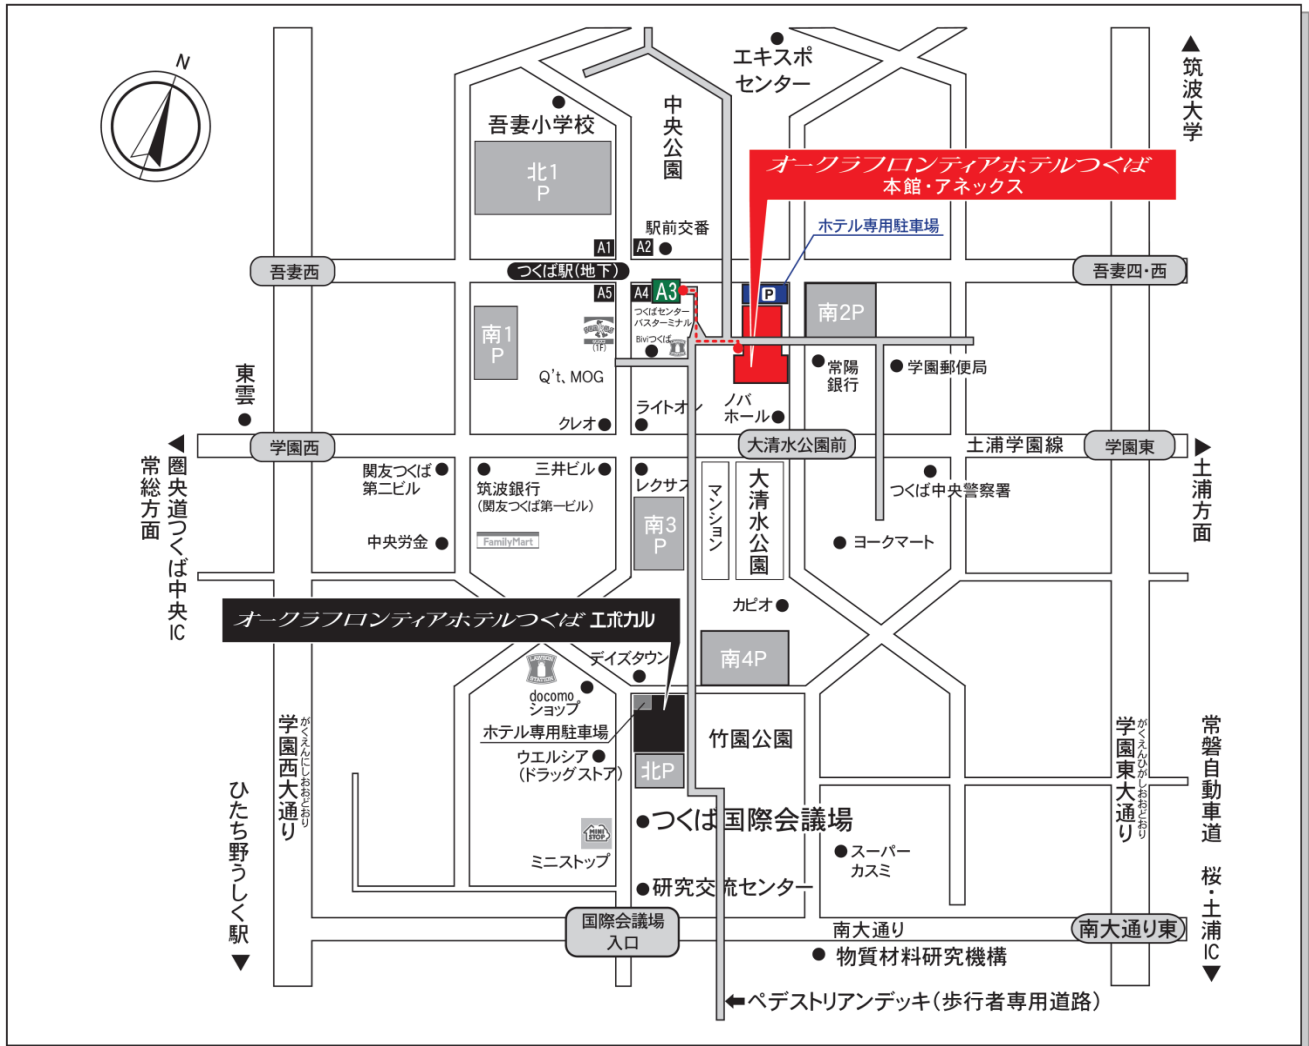 N
エキスポ
センター
▲筑波大学
中央公園
吾妻小学校
北1
P
オークラフロンティアホテルつくば
本館・アネックス
駅前交番
ホテル専用駐車場
A1
A2
吾妻西
つくば駅(地下)
吾妻四・西
A5
A4
A3
P
つくばセンター
バスターミナル
南1
P
(1F)
Biviつくば
南2P
Q't、MOG
常陽
銀行
学園郵便局
東雲
クレオ
ライトオン
ノバ
ホール
学園西
大清水公園前
土浦学園線
学園東
◀圏央道つくば中央IC
常総方面
▶土浦方面
関友つくば
第二ビル
筑波銀行
(関友つくば第一ビル)
三井ビル
レクサス
マンション
大清水公園
つくば中央警察署
南3
P
中央労金
FamilyMart
ヨークマート
カピオ
オークラフロンティアホテルつくば エポカル
デイズタウン
南4P
LAWSON
STATION
docomo
ショップ
ホテル専用駐車場
竹園公園
ウエルシア
(ドラッグストア)
北P
学園西大通り
がくえんにしおおどおり
学園東大通り
がくえんひがしおおどおり
常磐自動車道 桜・土浦IC▼
ひたち野うしく駅▼
つくば国際会議場
MINI
STOP
ミニストップ
スーパー
カスミ
研究交流センター
国際会議場
入口
南大通り
南大通り東
物質材料研究機構
⬅ペデストリアンデッキ(歩行者専用道路)